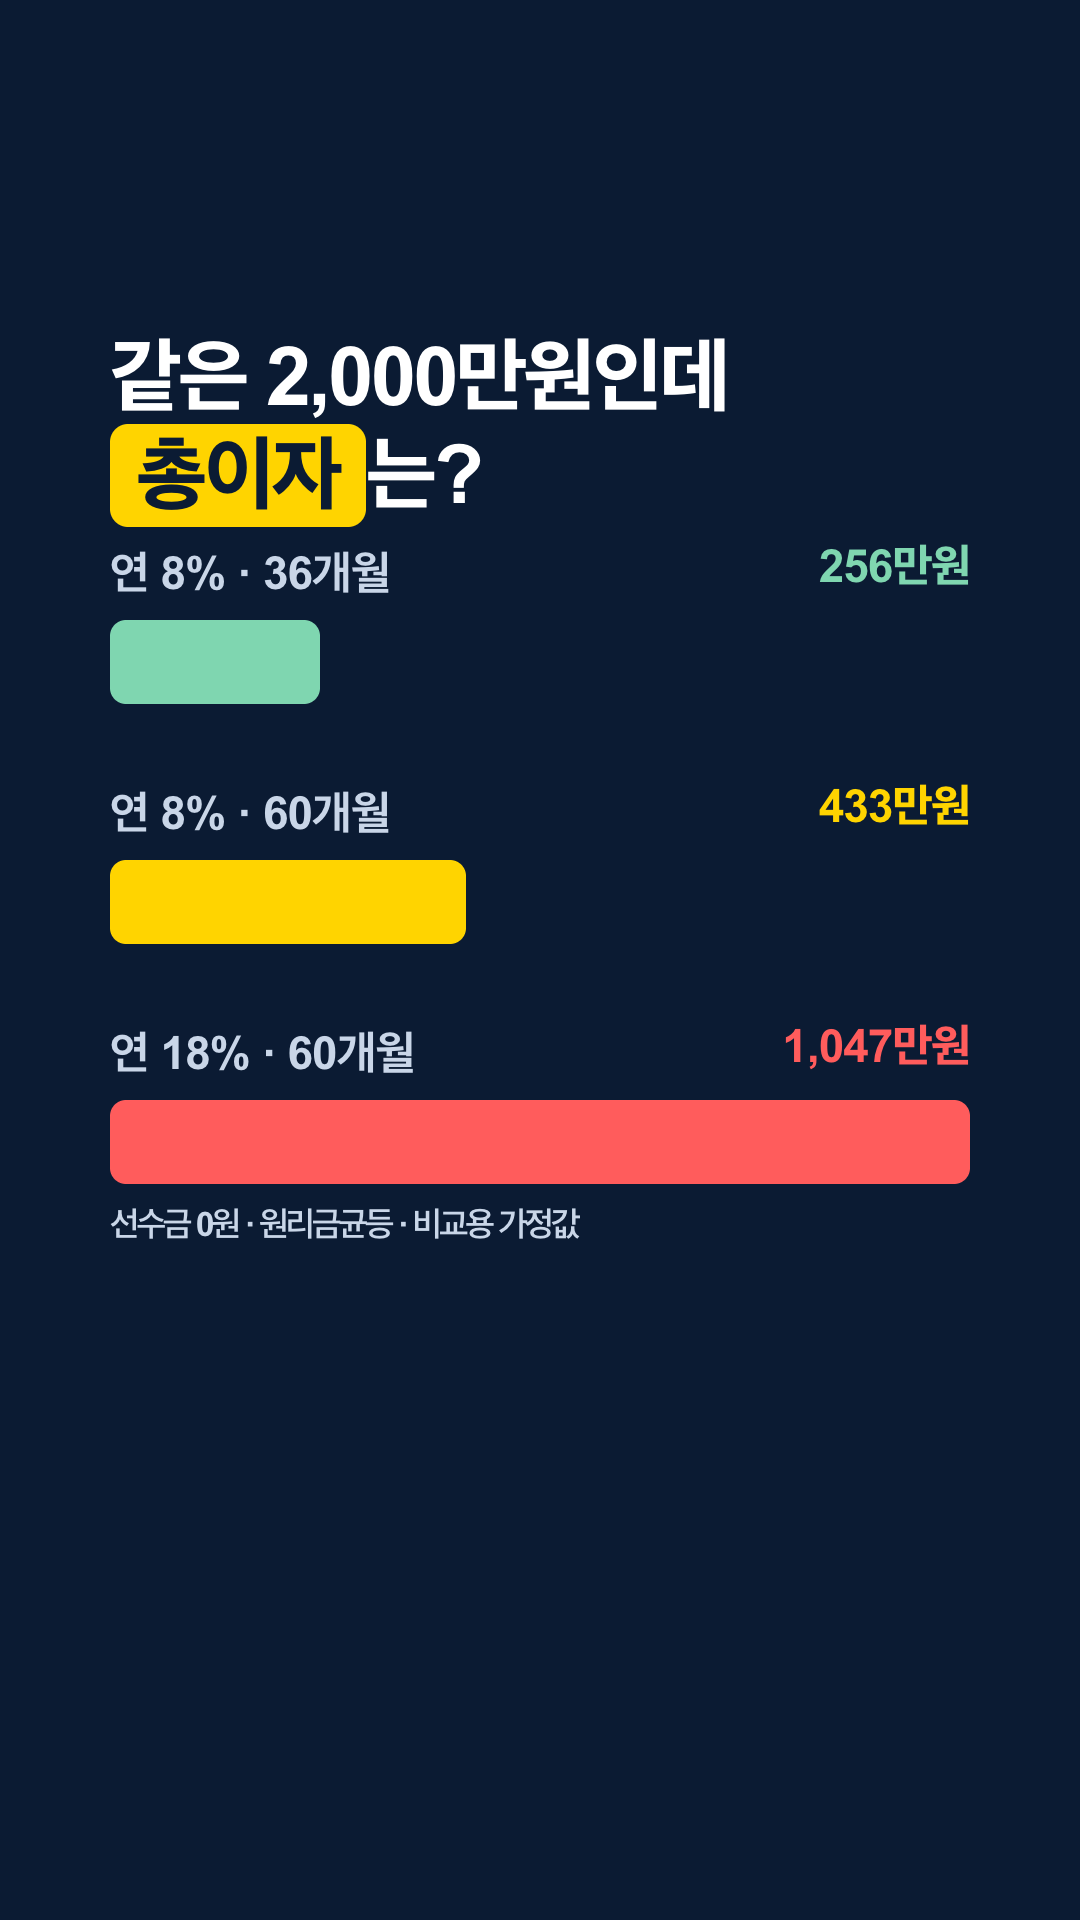 같은 2,000만원인데
총이자는?
연 8% · 36개월
256만원
연 8% · 60개월
433만원
연 18% · 60개월
1,047만원
선수금 0원 · 원리금균등 · 비교용 가정값